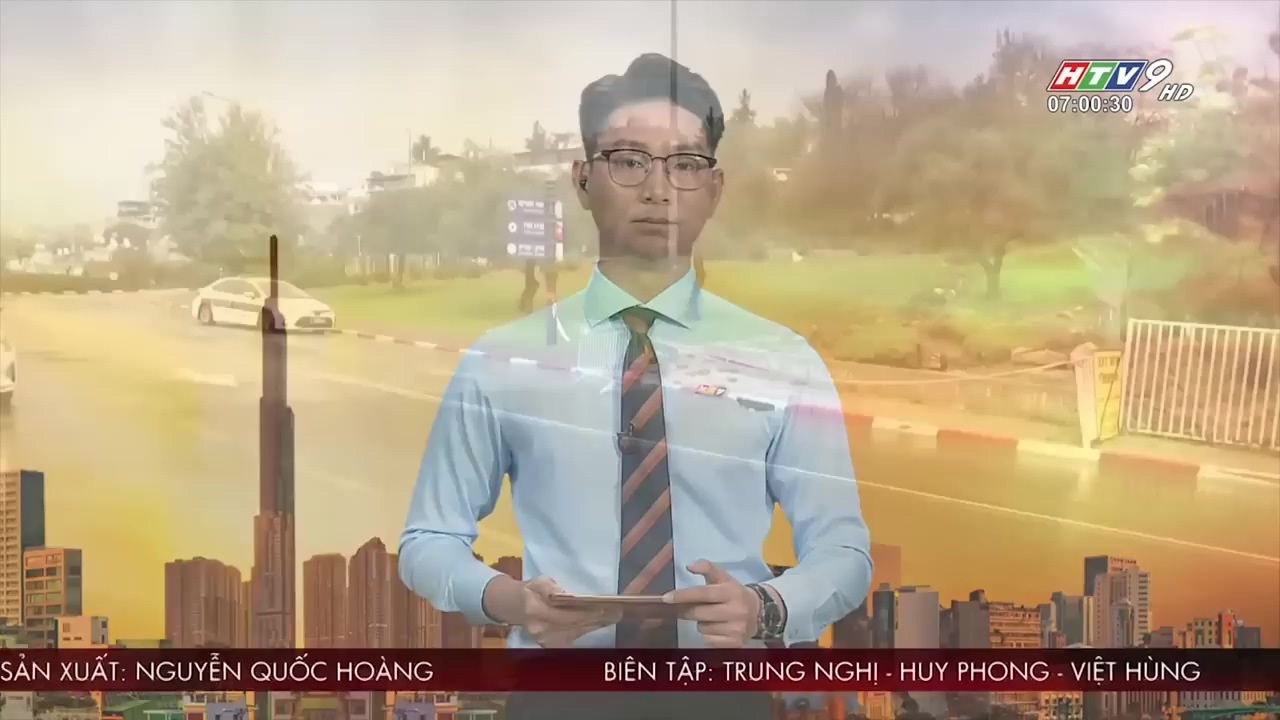 HTV9 HD
07:00:30
SẢN XUẤT: NGUYỄN QUỐC HOÀNG BIÊN TẬP: TRUNG NGHỊ - HUY PHONG - VIỆT HÙNG